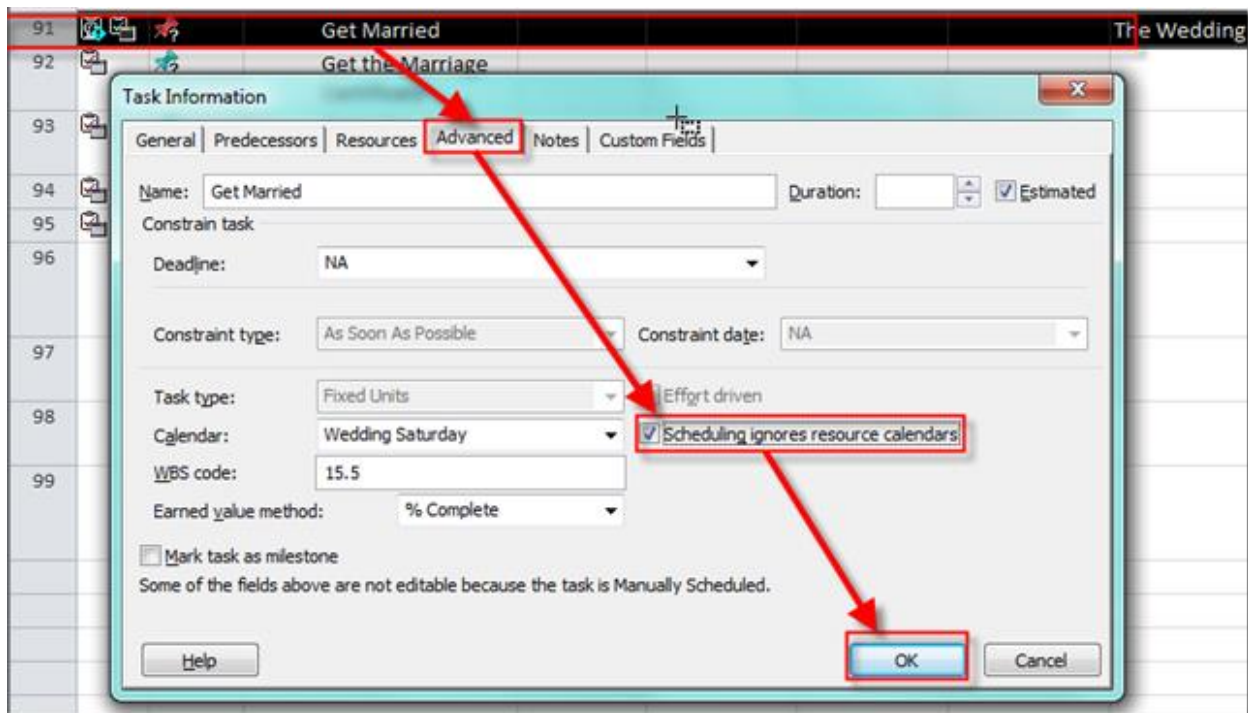 91 Get Married The Wedding
92 Get the Marriage
Task Information
93
General Predecessors Resources Advanced Notes Custom Fields
94 Name: Get Married Duration: Estimated
95 Constrain task
96 Deadline: NA
Constraint type: As Soon As Possible Constraint date: NA
97
Task type: Fixed Units Effort driven
98 Calendar: Wedding Saturday Scheduling ignores resource calendars
99 WBS code: 15.5
Earned value method: % Complete
Mark task as milestone
Some of the fields above are not editable because the task is Manually Scheduled.
Help OK Cancel